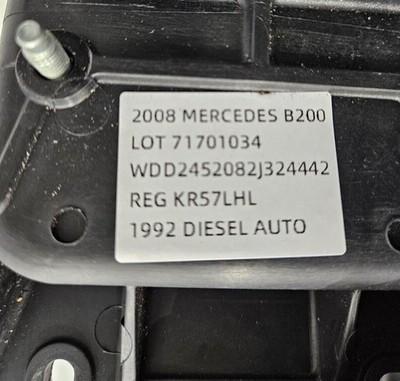 2008 MERCEDES B200
LOT 71701034
WDD2452082J324442
REG KR57LHL
1992 DIESEL AUTO